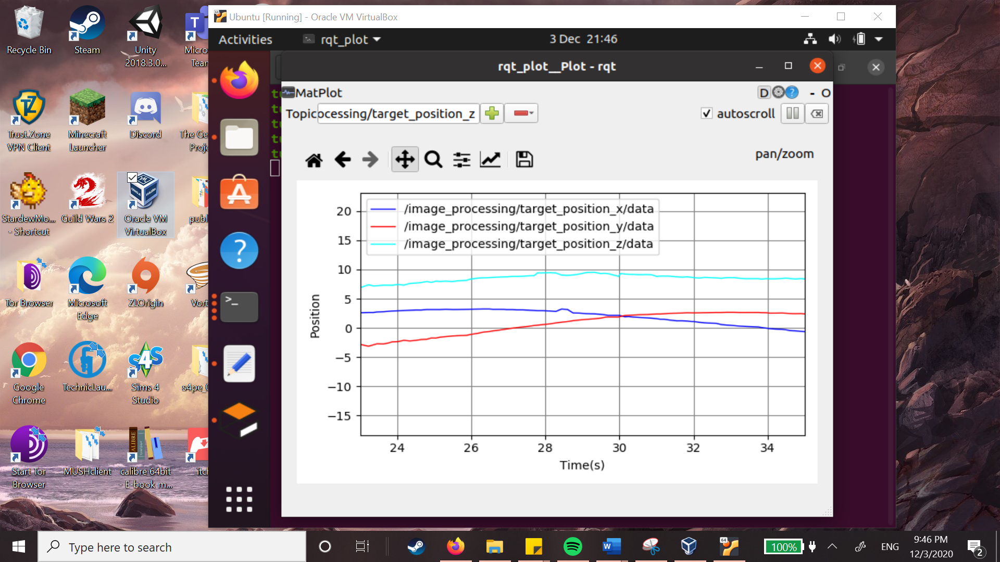 Ubuntu [Running] - Oracle VM VirtualBox
Activities
rqt_plot
3 Dec 21:46
rqt_plot__Plot - rqt
MatPlot
D
- O
Topic
ocessing/target_position_z
autoscroll
pan/zoom
/image_processing/target_position_x/data
/image_processing/target_position_y/data
/image_processing/target_position_z/data
20
15
10
5
0
−5
−10
−15
Position
24 26 28 30 32 34
Time(s)
Recycle Bin
Steam
Unity
2018.3.0...
Micro
Tear
Trust.Zone
VPN Client
Minecraft
Launcher
Discord
The Ge
Proje
StardewMo...
- Shortcut
Guild Wars 2
Oracle VM
VirtualBox
publ
Tor Browser
Microsoft
Edge
ZLOrigin
Vort
Google
Chrome
TechnicLau...
Sims 4
Studio
s4pe_0
Start Tor
Browser
MUSHclient
calibre 64bit
- E-book m...
itch
Type here to search
100%
ENG
9:46 PM
12/3/2020
2